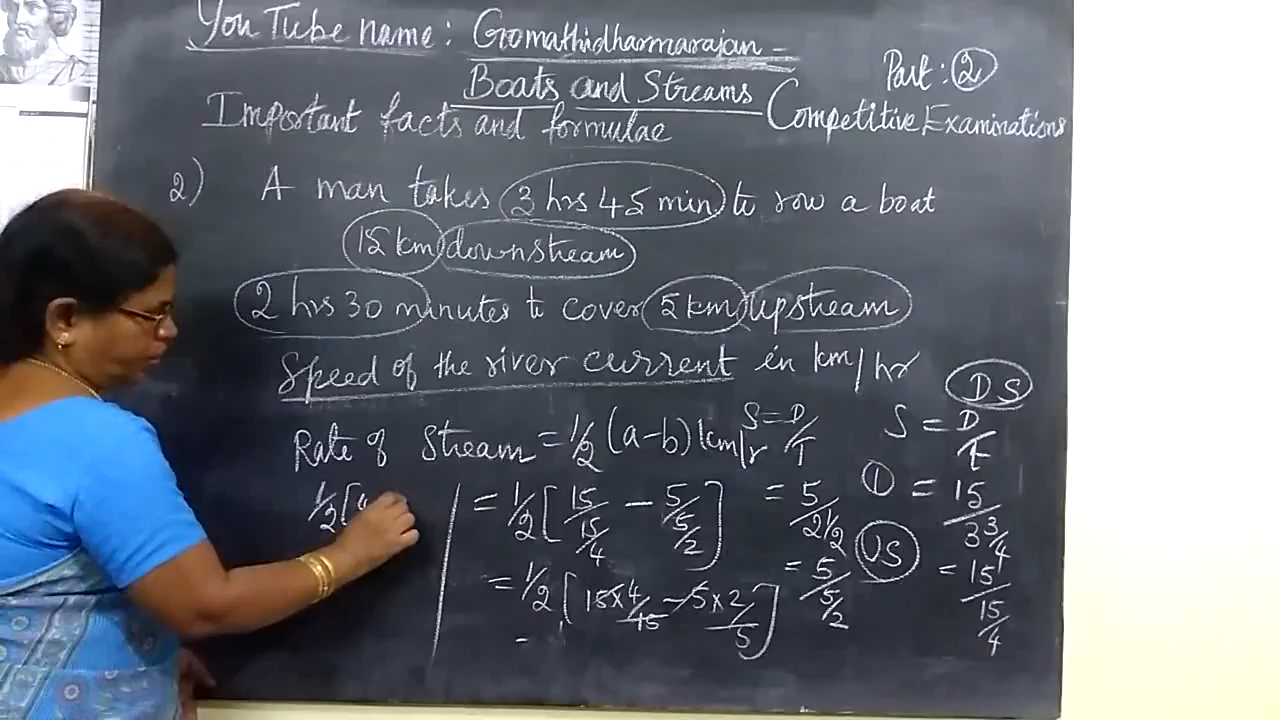 You Tube name: Gomathidharmarajan
Boats and Streams
Part: 2
Important facts and formulae
Competitive Examinations
2) A man takes 3 hrs 45 min to row a boat
15 km downstream
2 hrs 30 minutes to cover 5 km upstream
Speed of the river current in km/hr
Rate of Stream = 1/2 (a-b) km/r
1/2 [4
= 1/2 [ 15/15/4 - 5/5/2 ]
= 1/2 [ 15x4/15 - 5x2/5 ]
S = D/T
= 5/2 1/2
= 5/5/2
DS
S = D/t
1 = 15/3 3/4
US
= 15/15/4